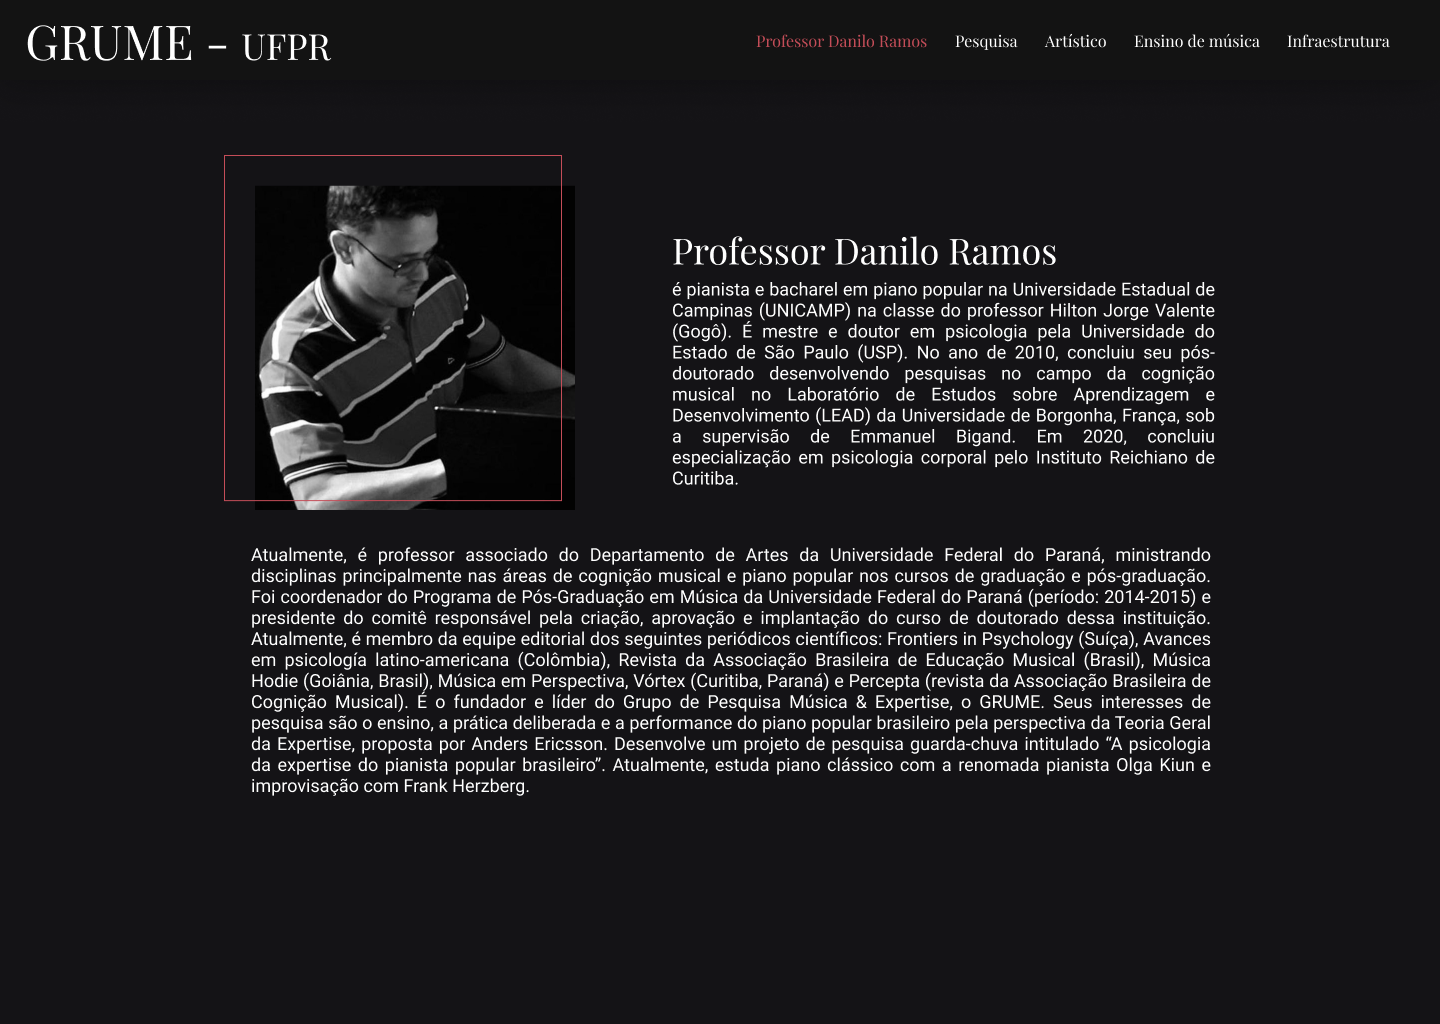 GRUME – UFPR
Professor Danilo Ramos
Pesquisa
Artístico
Ensino de música
Infraestrutura
Professor Danilo Ramos
é pianista e bacharel em piano popular na Universidade Estadual de
Campinas (UNICAMP) na classe do professor Hilton Jorge Valente
(Gogô). É mestre e doutor em psicologia pela Universidade do
Estado de São Paulo (USP). No ano de 2010, concluiu seu pós-
doutorado desenvolvendo pesquisas no campo da cognição
musical no Laboratório de Estudos sobre Aprendizagem e
Desenvolvimento (LEAD) da Universidade de Borgonha, França, sob
a supervisão de Emmanuel Bigand. Em 2020, concluiu
especialização em psicologia corporal pelo Instituto Reichiano de
Curitiba.
Atualmente, é professor associado do Departamento de Artes da Universidade Federal do Paraná, ministrando
disciplinas principalmente nas áreas de cognição musical e piano popular nos cursos de graduação e pós-graduação.
Foi coordenador do Programa de Pós-Graduação em Música da Universidade Federal do Paraná (período: 2014-2015) e
presidente do comitê responsável pela criação, aprovação e implantação do curso de doutorado dessa instituição.
Atualmente, é membro da equipe editorial dos seguintes periódicos científicos: Frontiers in Psychology (Suíça), Avances
em psicología latino-americana (Colômbia), Revista da Associação Brasileira de Educação Musical (Brasil), Música
Hodie (Goiânia, Brasil), Música em Perspectiva, Vórtex (Curitiba, Paraná) e Percepta (revista da Associação Brasileira de
Cognição Musical). É o fundador e líder do Grupo de Pesquisa Música & Expertise, o GRUME. Seus interesses de
pesquisa são o ensino, a prática deliberada e a performance do piano popular brasileiro pela perspectiva da Teoria Geral
da Expertise, proposta por Anders Ericsson. Desenvolve um projeto de pesquisa guarda-chuva intitulado “A psicologia
da expertise do pianista popular brasileiro”. Atualmente, estuda piano clássico com a renomada pianista Olga Kiun e
improvisação com Frank Herzberg.